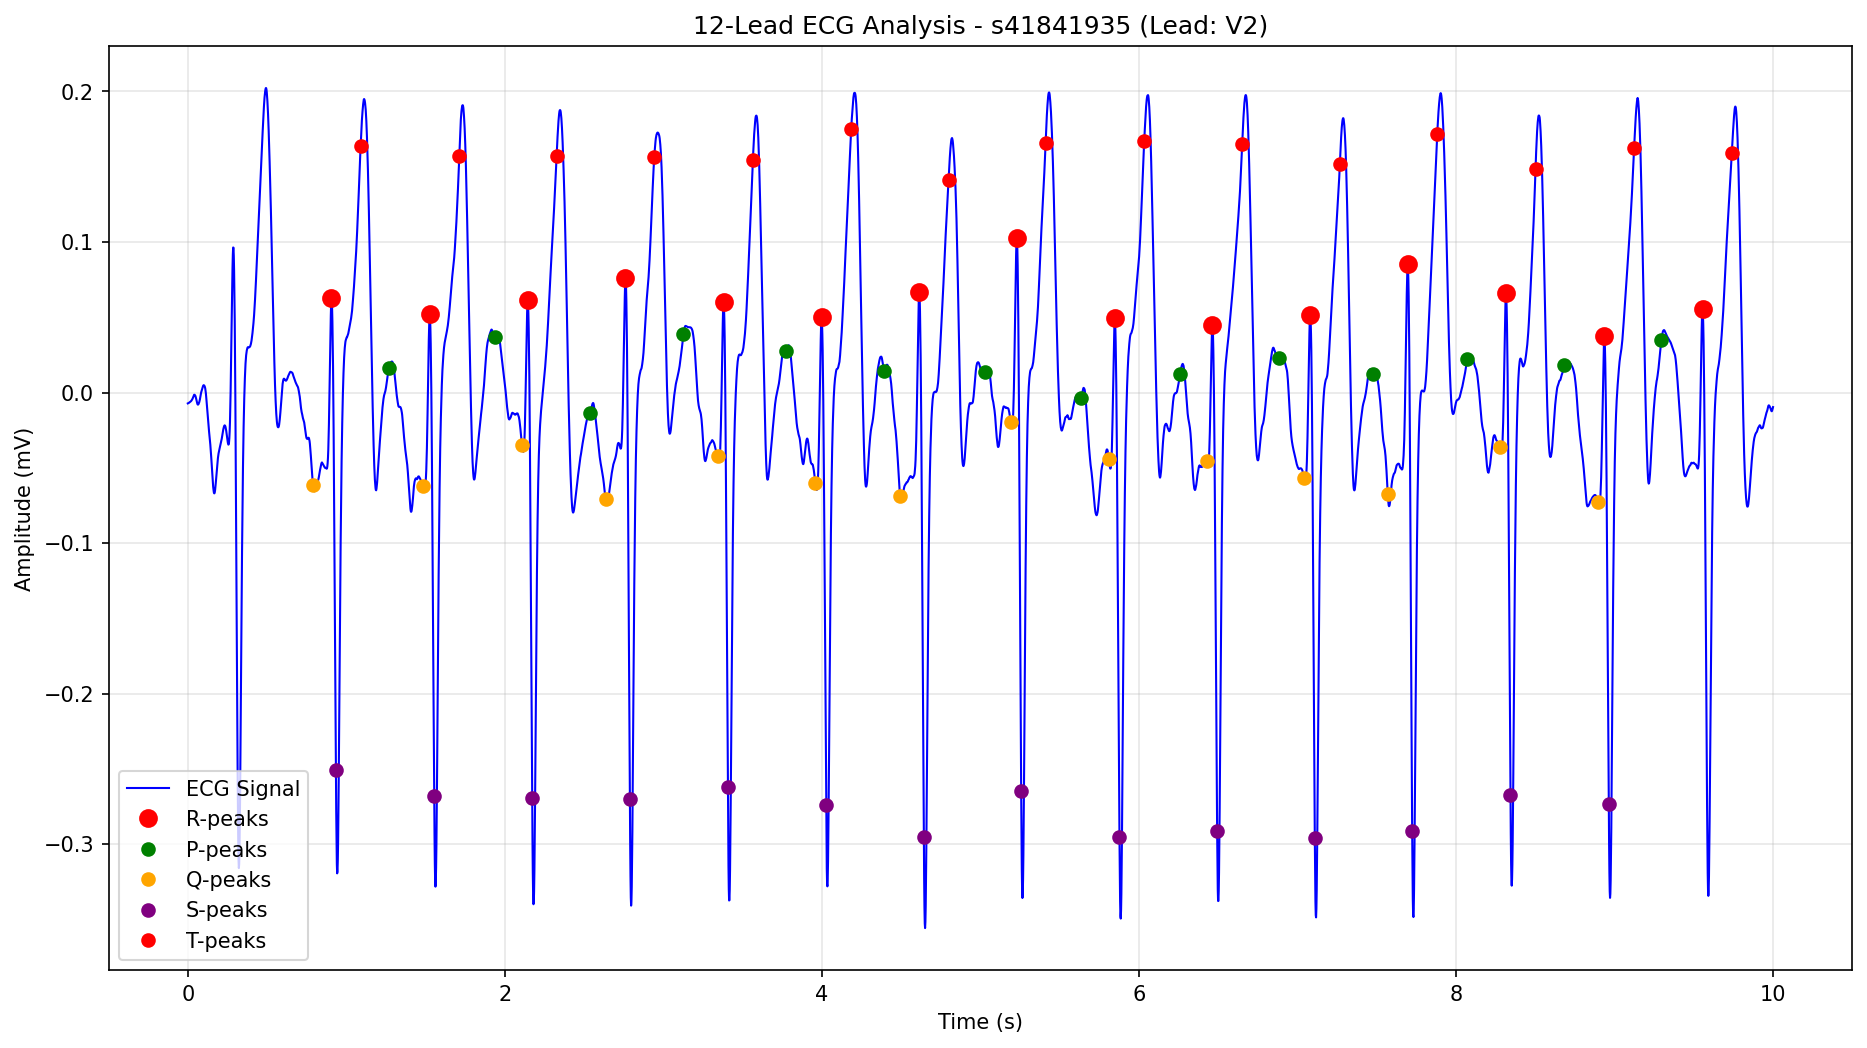 12-Lead ECG Analysis - s41841935 (Lead: V2)
0.2
0.1
0.0
−0.1
−0.2
−0.3
Amplitude (mV)
ECG Signal
R-peaks
P-peaks
Q-peaks
S-peaks
T-peaks
0
2
4
6
8
10
Time (s)